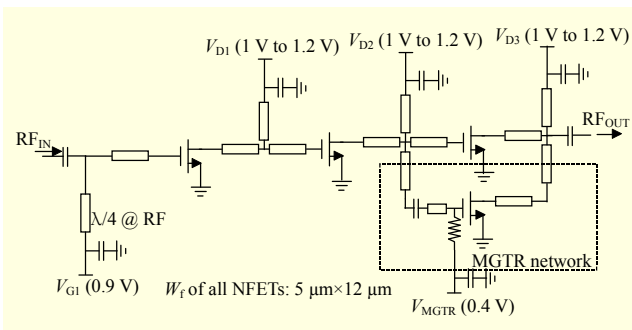 V_D1 (1 V to 1.2 V) V_D2 (1 V to 1.2 V) V_D3 (1 V to 1.2 V)
RF_IN
RF_OUT
λ/4 @ RF
MGTR network
V_G1 (0.9 V) W_f of all NFETs: 5 μm×12 μm
V_MGTR (0.4 V)